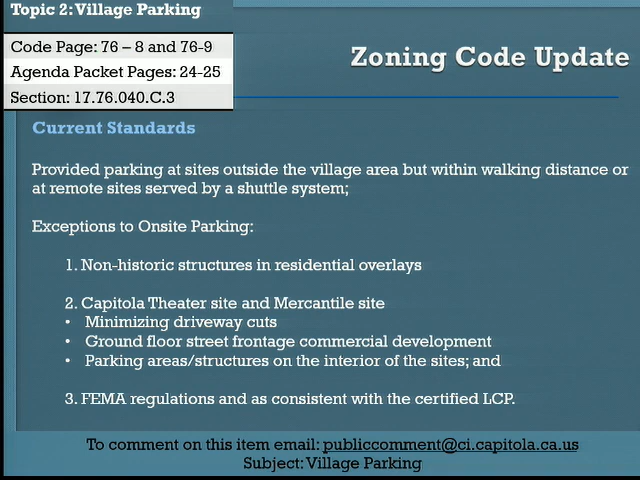 Topic 2: Village Parking
Code Page: 76 – 8 and 76-9
Agenda Packet Pages: 24-25
Section: 17.76.040.C.3
Zoning Code Update
Current Standards
Provided parking at sites outside the village area but within walking distance or
at remote sites served by a shuttle system;
Exceptions to Onsite Parking:
1. Non-historic structures in residential overlays
2. Capitola Theater site and Mercantile site
• Minimizing driveway cuts
• Ground floor street frontage commercial development
• Parking areas/structures on the interior of the sites; and
3. FEMA regulations and as consistent with the certified LCP.
To comment on this item email: publiccomment@ci.capitola.ca.us
Subject: Village Parking